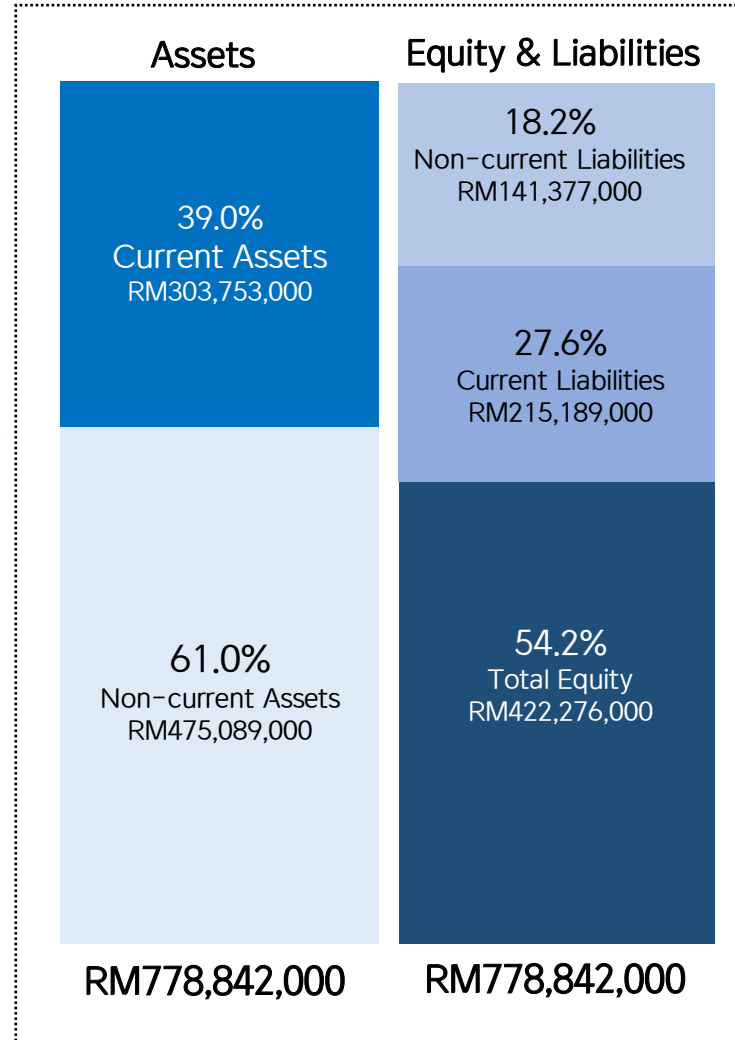 Assets
39.0%
Current Assets
RM303,753,000
61.0%
Non-current Assets
RM475,089,000
RM778,842,000
Equity & Liabilities
18.2%
Non-current Liabilities
RM141,377,000
27.6%
Current Liabilities
RM215,189,000
54.2%
Total Equity
RM422,276,000
RM778,842,000